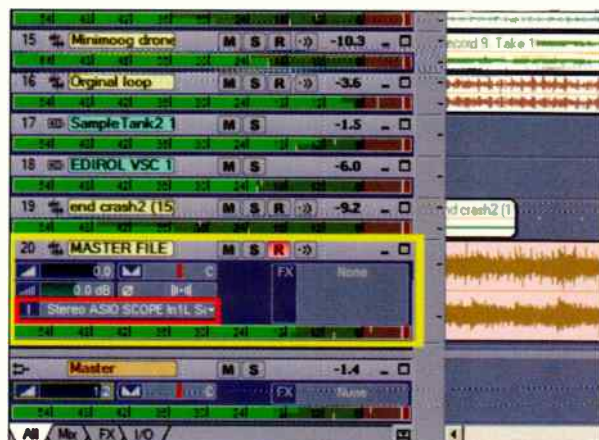 15 Minimoog drone M S R -10.3
econd 9. Take 1
16 Orginal loop M S R -3.6
17 SampleTank2 1 M S -1.5
18 EDIROL VSC 1 M S -6.0
19 end crash2 (15 M S R -9.2
nd crash2 (1
20 MASTER FILE M S R
0.0 C FX None
0.0 dB Ø
I Stereo ASIO SCOPE In1L
Master M S -1.4
C FX None
All Mix FX I/O